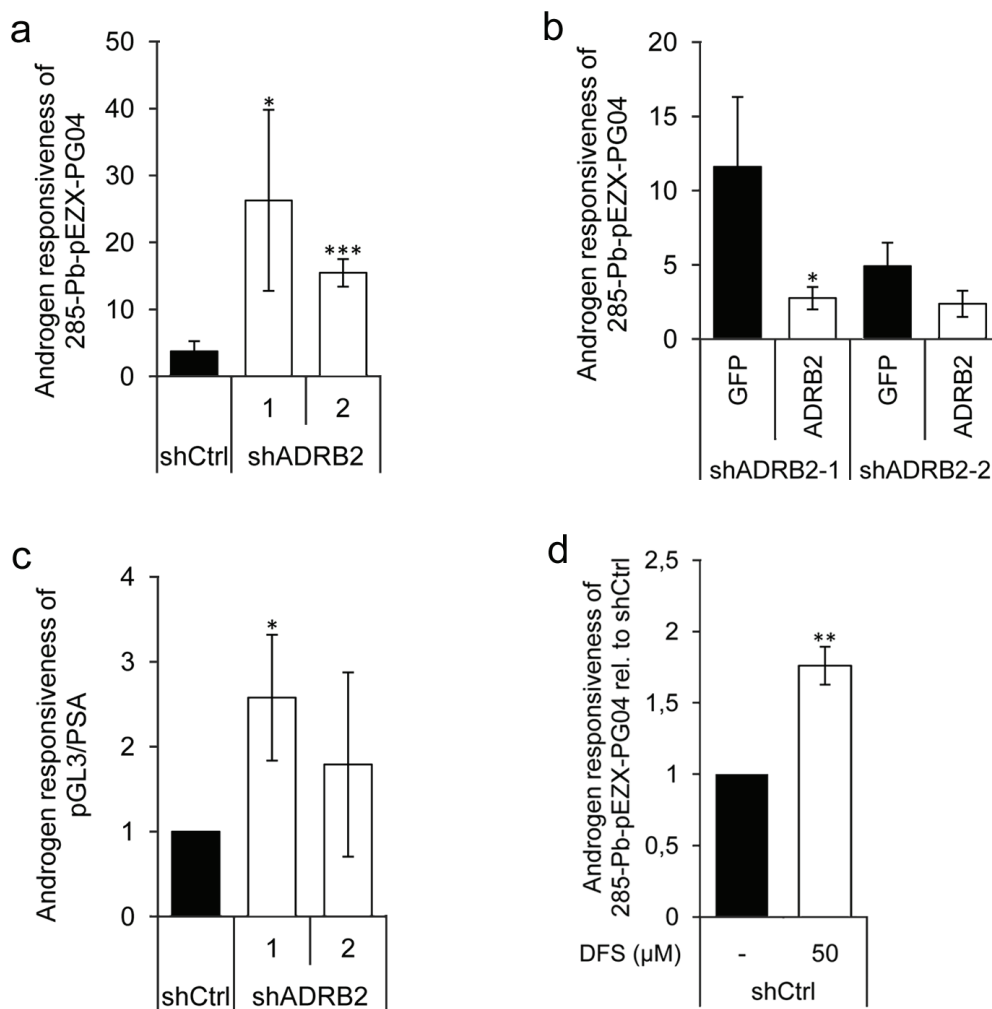 a
Androgen responsiveness of
285-Pb-pEZX-PG04
50
40
30
20
10
0
*
***
1 2
shCtrl shADRB2
b
Androgen responsiveness of
285-Pb-pEZX-PG04
20
15
10
5
0
*
GFP ADRB2 GFP ADRB2
shADRB2-1 shADRB2-2
c
Androgen responsiveness of
pGL3/PSA
4
3
2
1
0
*
1 2
shCtrl shADRB2
d
Androgen responsiveness of
285-Pb-pEZX-PG04 rel. to shCtrl
2,5
2
1,5
1
0,5
0
**
DFS (µM) - 50
shCtrl